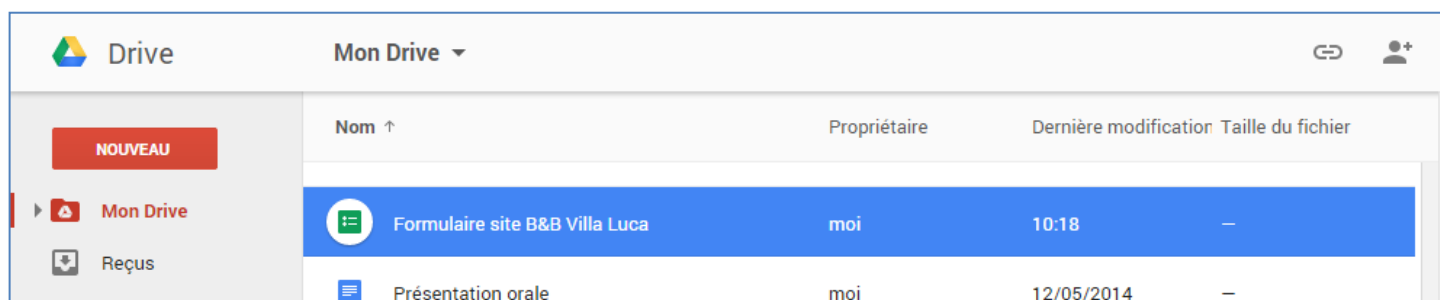 Drive Mon Drive
Nom ↑ Propriétaire Dernière modification Taille du fichier
NOUVEAU
Mon Drive
Formulaire site B&B Villa Luca moi 10:18 —
Reçus
Présentation orale moi 12/05/2014 —